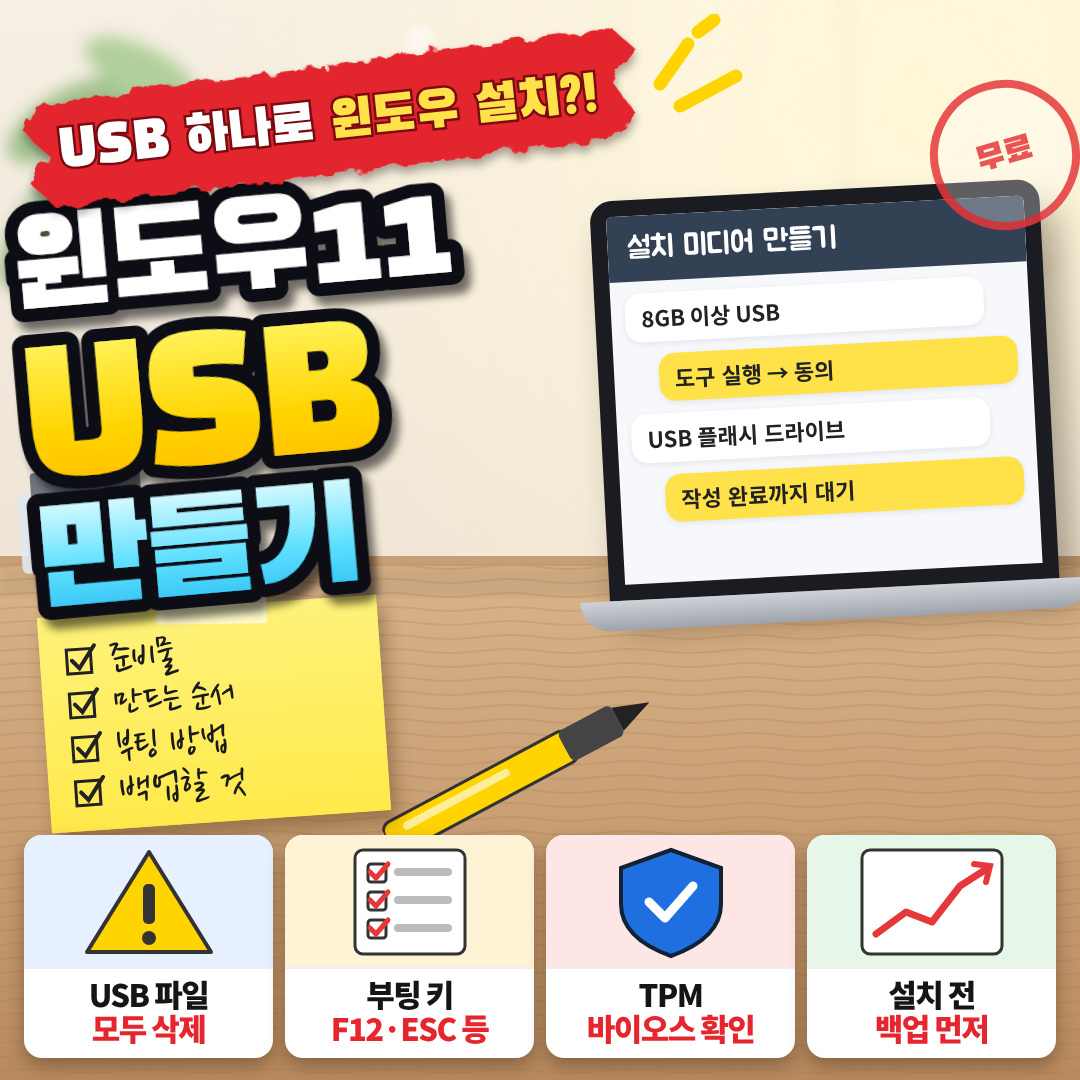 USB 하나로 윈도우 설치?!
무료
윈도우11
USB
만들기
설치 미디어 만들기
8GB 이상 USB
도구 실행 → 동의
USB 플래시 드라이브
작성 완료까지 대기
준비물
만드는 순서
부팅 방법
백업할 것
USB 파일
모두 삭제
부팅 키
F12·ESC 등
TPM
바이오스 확인
설치 전
백업 먼저